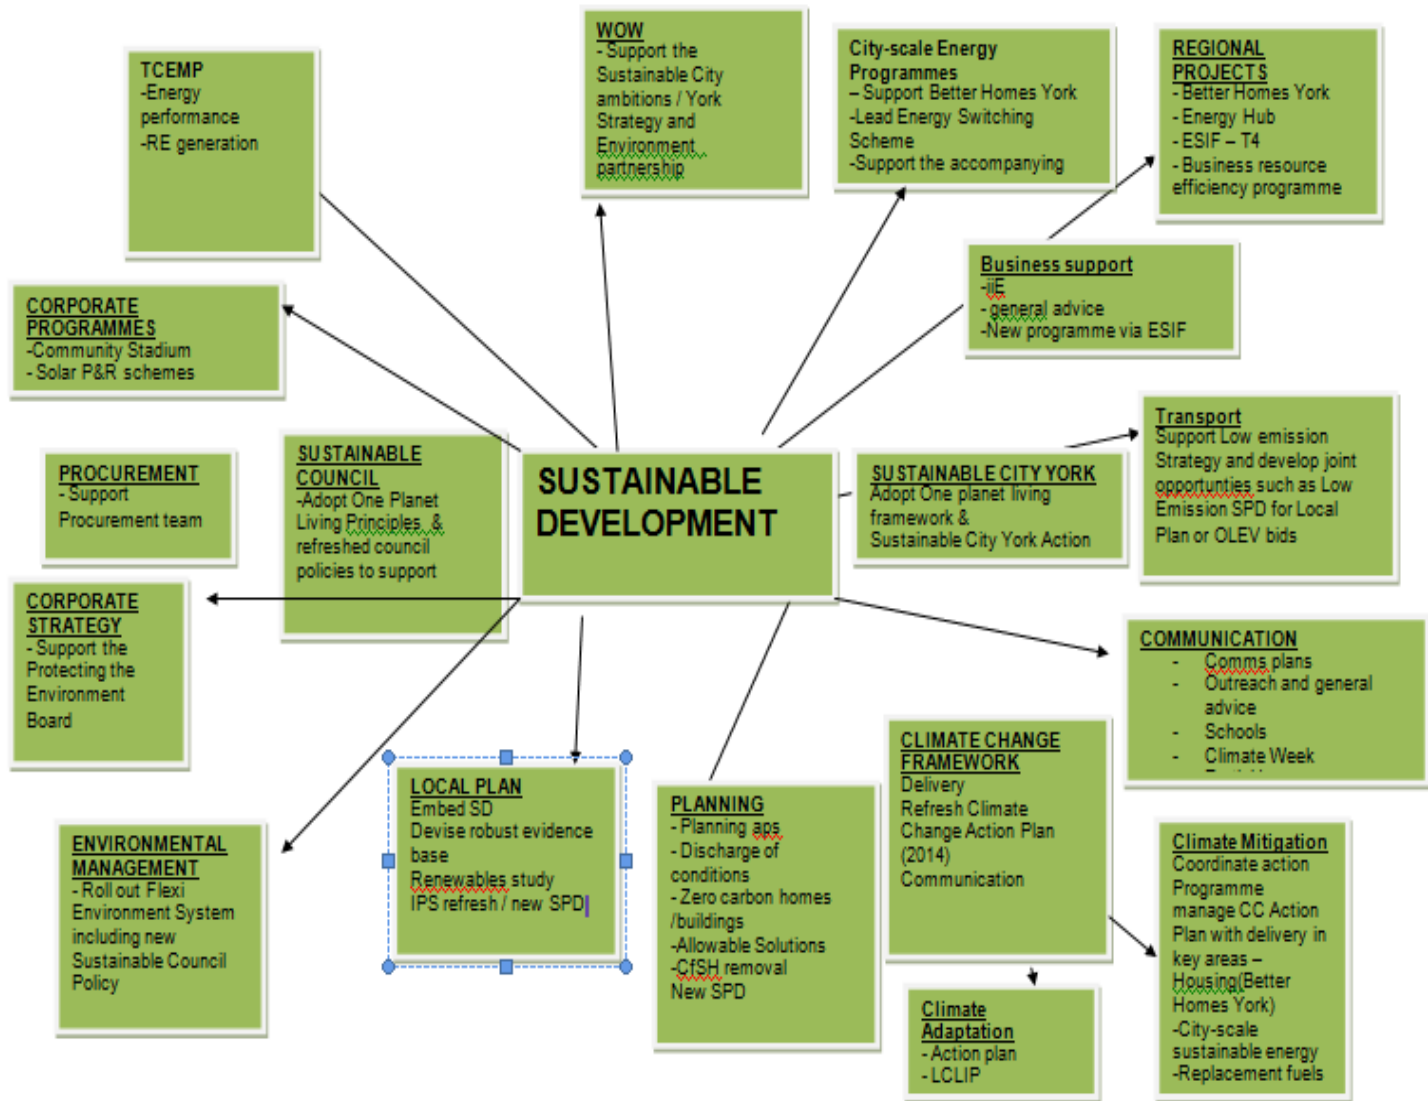 TCEMP
-Energy
performance
-RE generation
WOW
- Support the
Sustainable City
ambitions / York
Strategy and
Environment
partnership
City-scale Energy
Programmes
– Support Better Homes York
-Lead Energy Switching
Scheme
-Support the accompanying
REGIONAL
PROJECTS
- Better Homes York
- Energy Hub
- ESIF – T4
- Business resource
efficiency programme
Business support
-iiE
- general advice
-New programme via ESIF
CORPORATE
PROGRAMMES
-Community Stadium
- Solar P&R schemes
PROCUREMENT
- Support
Procurement team
SUSTAINABLE
COUNCIL
-Adopt One Planet
Living Principles &
refreshed council
policies to support
SUSTAINABLE
DEVELOPMENT
SUSTAINABLE CITY YORK
Adopt One planet living
framework &
Sustainable City York Action
Transport
Support Low emission
Strategy and develop joint
opportunties such as Low
Emission SPD for Local
Plan or OLEV bids
CORPORATE
STRATEGY
- Support the
Protecting the
Environment
Board
COMMUNICATION
- Comms plans
- Outreach and general
advice
- Schools
- Climate Week
ENVIRONMENTAL
MANAGEMENT
- Roll out Flexi
Environment System
including new
Sustainable Council
Policy
LOCAL PLAN
Embed SD
Devise robust evidence
base
Renewables study
IPS refresh / new SPD
PLANNING
- Planning aps
- Discharge of
conditions
- Zero carbon homes
/buildings
-Allowable Solutions
-CfSH removal
New SPD
CLIMATE CHANGE
FRAMEWORK
Delivery
Refresh Climate
Change Action Plan
(2014)
Communication
Climate
Adaptation
- Action plan
- LCLIP
Climate Mitigation
Coordinate action
Programme
manage CC Action
Plan with delivery in
key areas –
Housing(Better
Homes York)
-City-scale
sustainable energy
-Replacement fuels